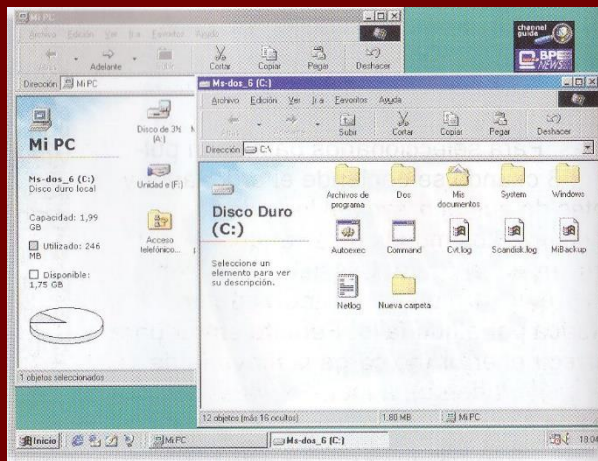 Mi PC
Archivo Edición Ver Ir a Favoritos Ayuda
Adelante
Cortar
Copiar
Pegar
Deshacer
Dirección Mi PC
Mi PC
Ms-dos_6 (C:)
Disco duro local
Capacidad: 1,99
GB
Utilizado: 246
MB
Disponible:
1,75 GB
Disco de 3½
(A:)
Unidad e (F:)
Acceso
telefónico...
1 objetos seleccionados
channel
guide
BPE
NEWS
Ms-dos_6 (C:)
Archivo Edición Ver Ir a Favoritos Ayuda
Subir
Cortar
Copiar
Pegar
Deshacer
Dirección C:\
Disco Duro
(C:)
Seleccione un
elemento para ver
su descripción.
Archivos de
programa
Dos
Mis
documentos
System
Windows
Autoexec
Command
Cvt.log
Scandisk.log
MiBackup
Netlog
Nueva carpeta
12 objetos (más 16 ocultos)
1,80 MB
Mi PC
Inicio
Mi PC
Ms-dos_6 (C:)
18:04